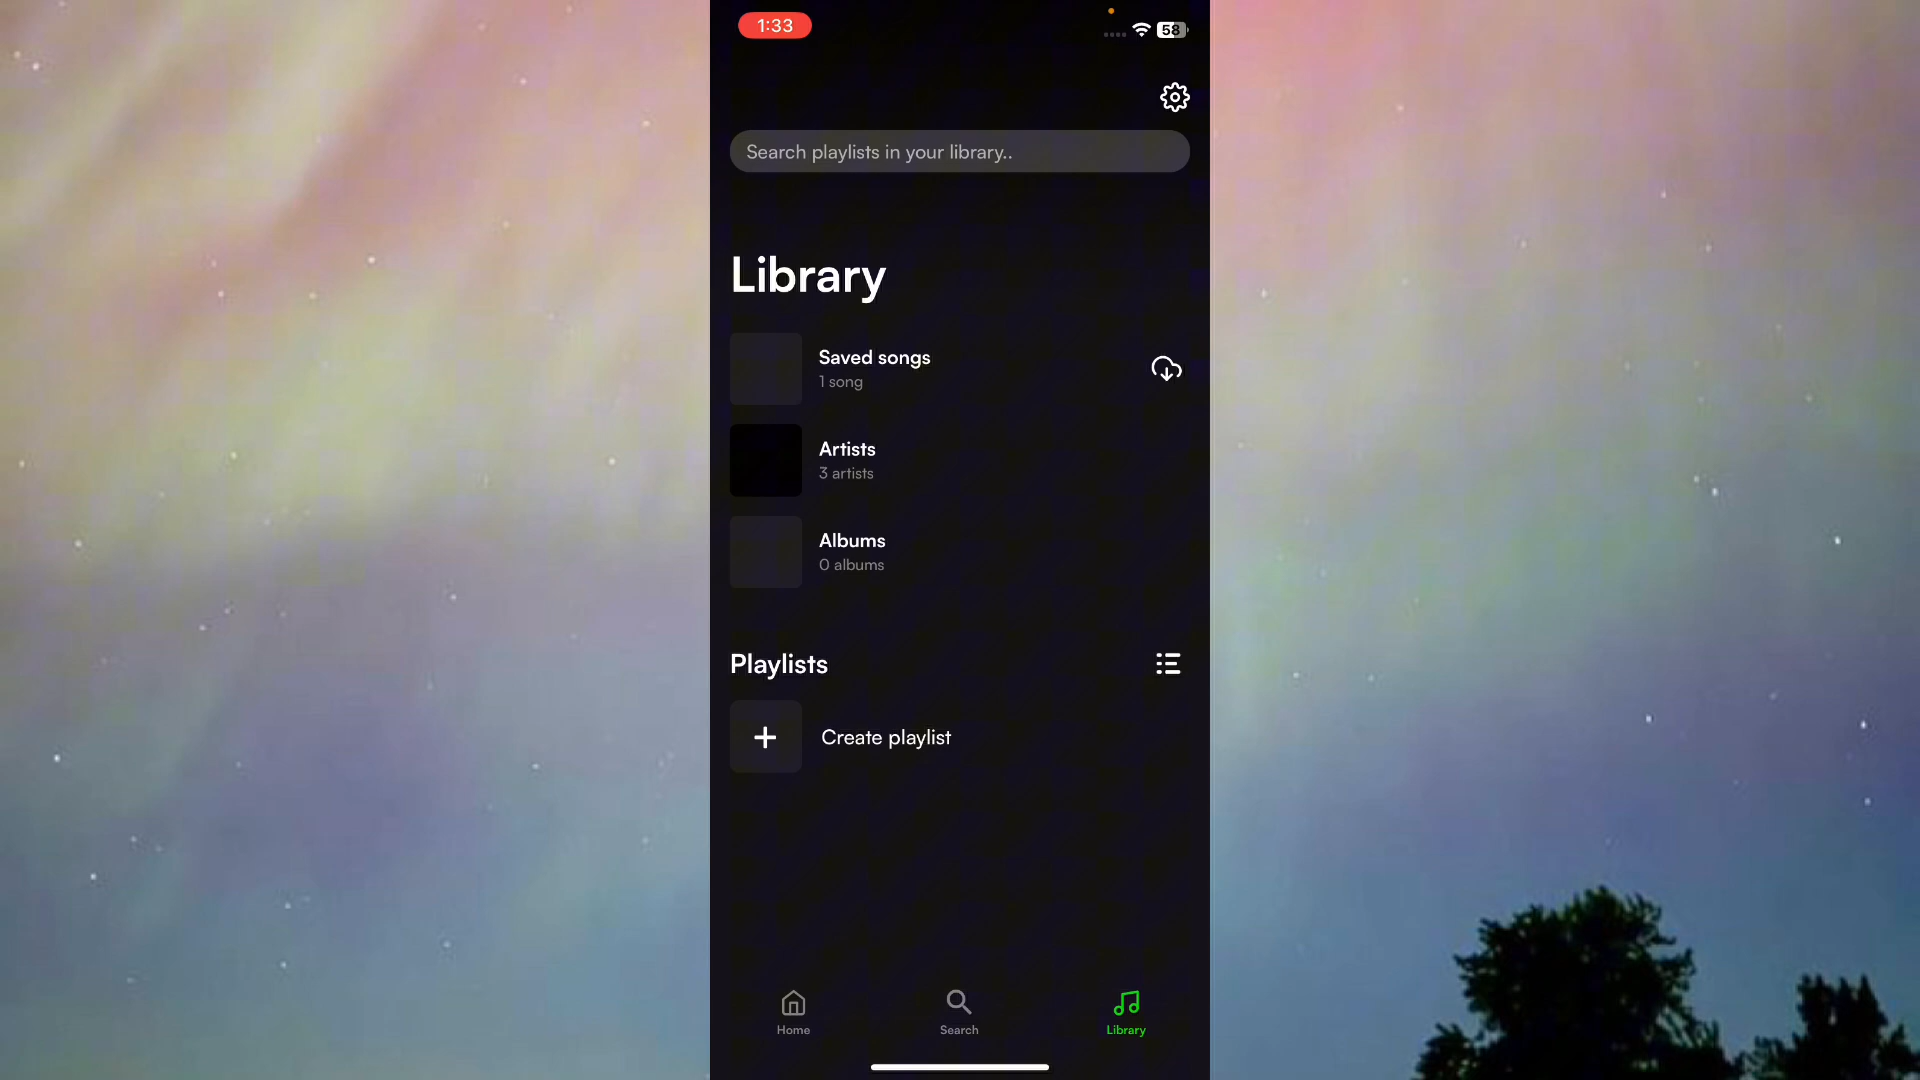 1:33
58
Search playlists in your library..
Library
Saved songs
1 song
Artists
3 artists
Albums
0 albums
Playlists
Create playlist
Home
Search
Library